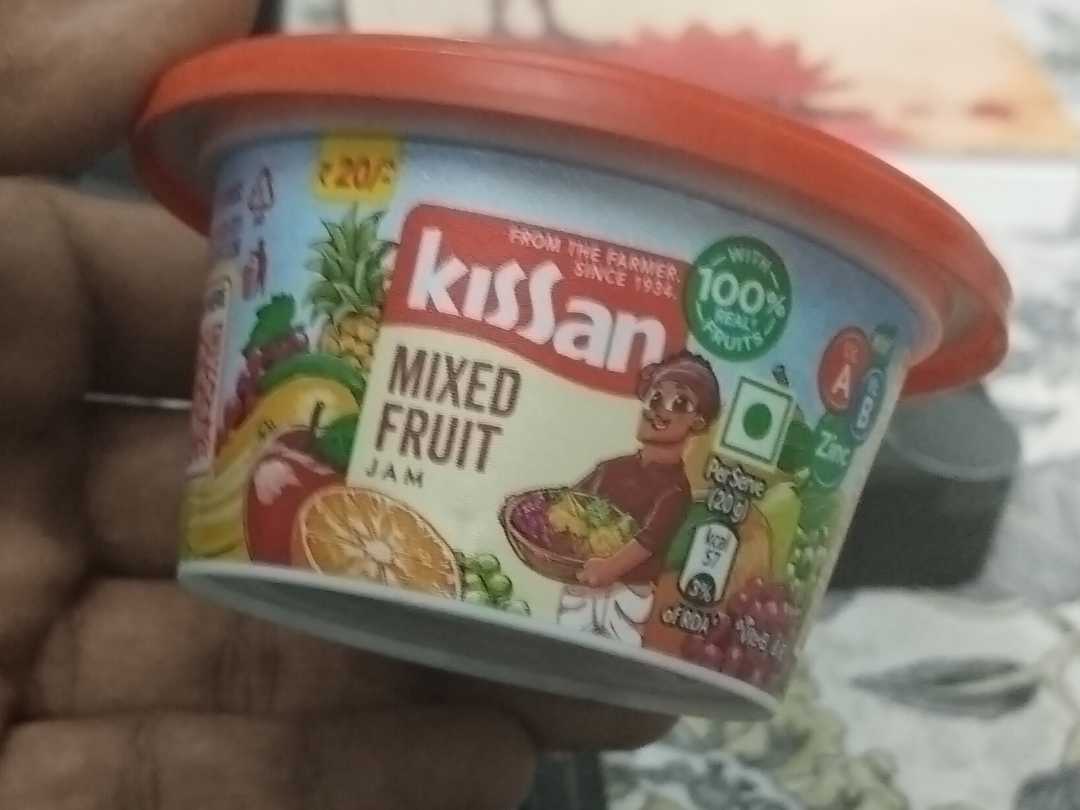 ₹20/-
FROM THE FARMER.
SINCE 1934.
kissan
WITH
100%
REAL
FRUITS
MIXED
FRUIT
JAM
A
B
Zinc
Per Serve
(20g)
kcal
57
3%
of RDA*